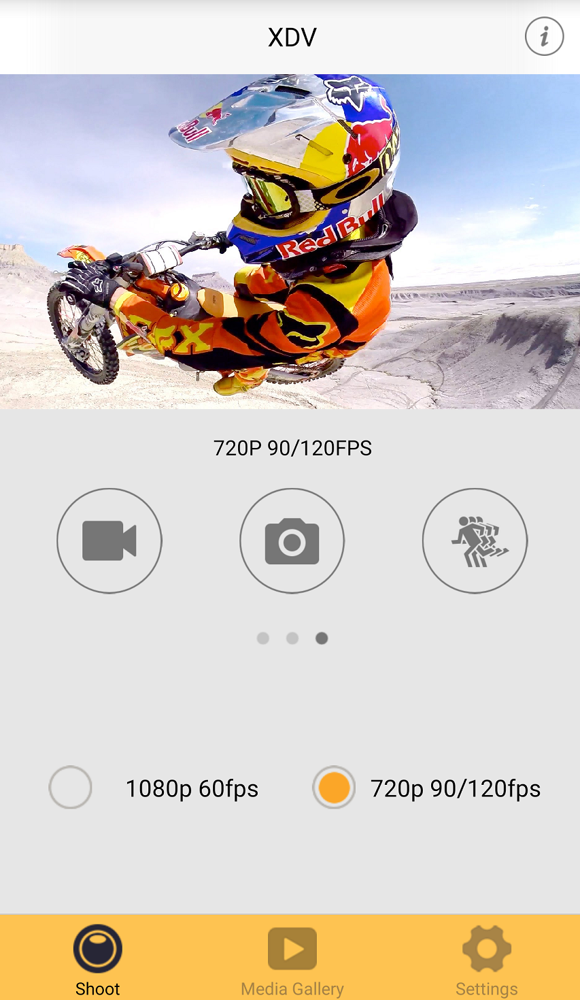 XDV
i
Red Bull
Red Bull
FOX
720P 90/120FPS
1080p 60fps
720p 90/120fps
Shoot
Media Gallery
Settings